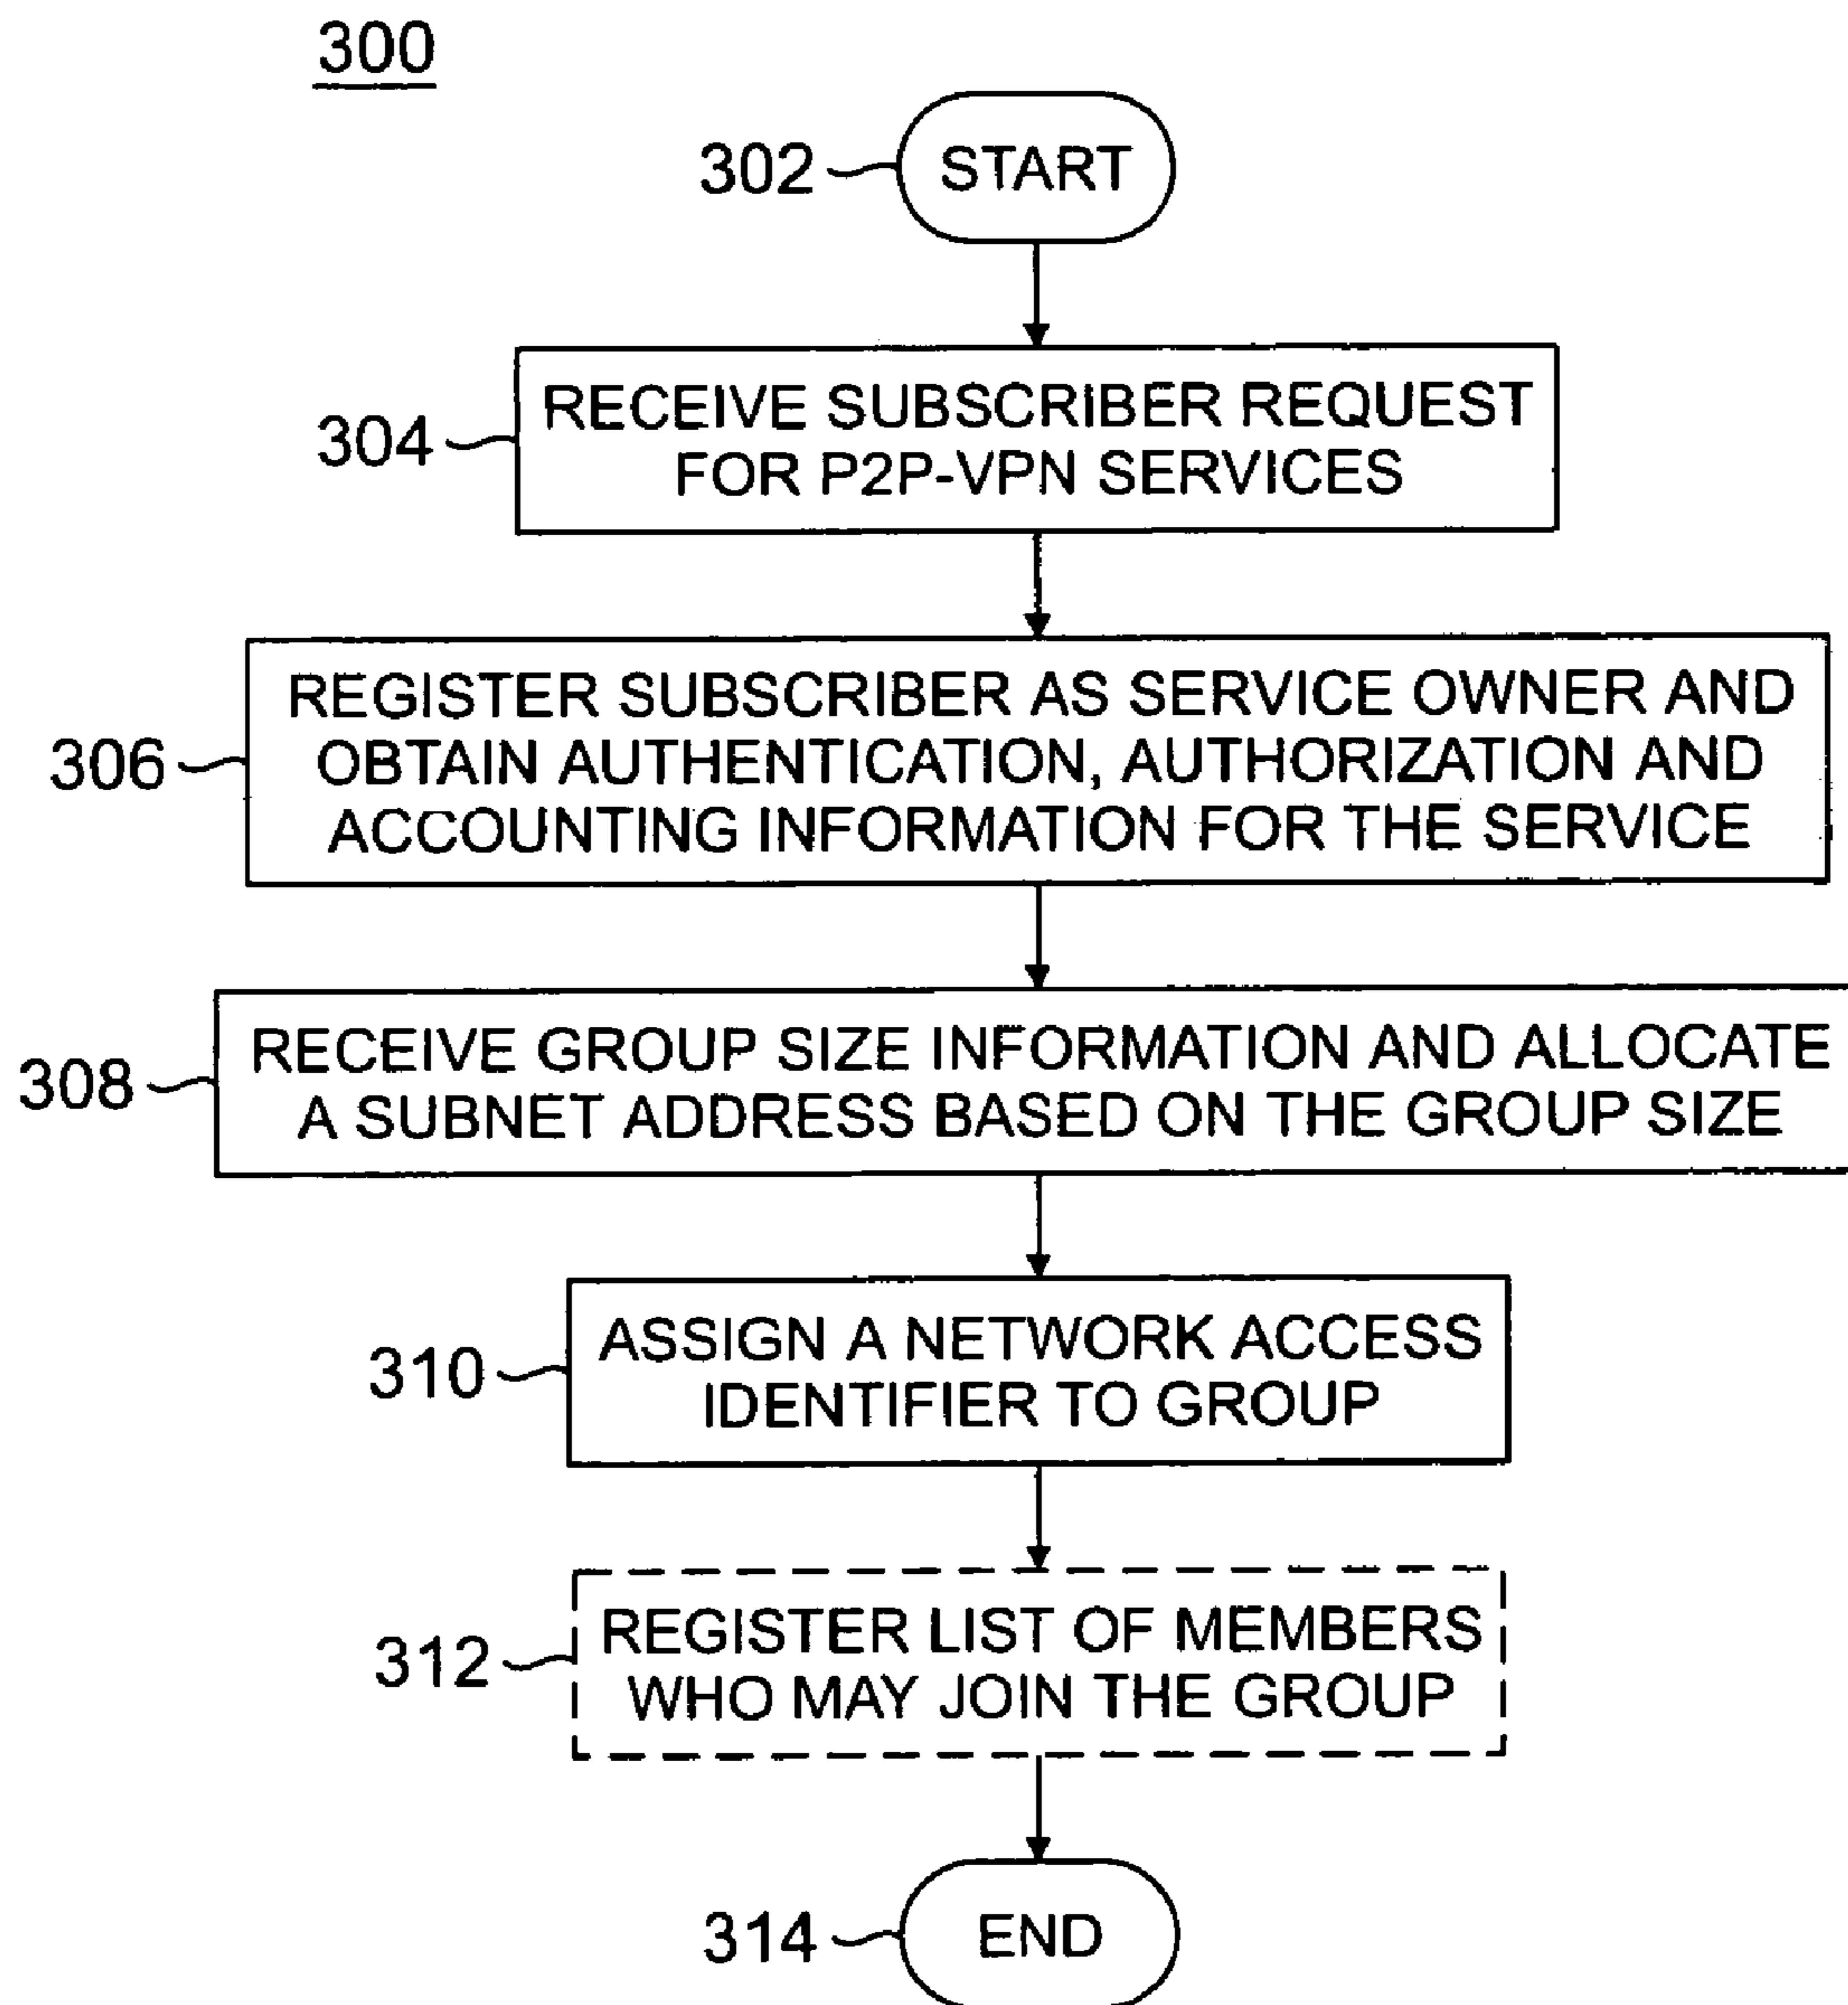 300
302
START
304
RECEIVE SUBSCRIBER REQUEST
FOR P2P-VPN SERVICES
306
REGISTER SUBSCRIBER AS SERVICE OWNER AND
OBTAIN AUTHENTICATION, AUTHORIZATION AND
ACCOUNTING INFORMATION FOR THE SERVICE
308
RECEIVE GROUP SIZE INFORMATION AND ALLOCATE
A SUBNET ADDRESS BASED ON THE GROUP SIZE
310
ASSIGN A NETWORK ACCESS
IDENTIFIER TO GROUP
312
REGISTER LIST OF MEMBERS
WHO MAY JOIN THE GROUP
314
END